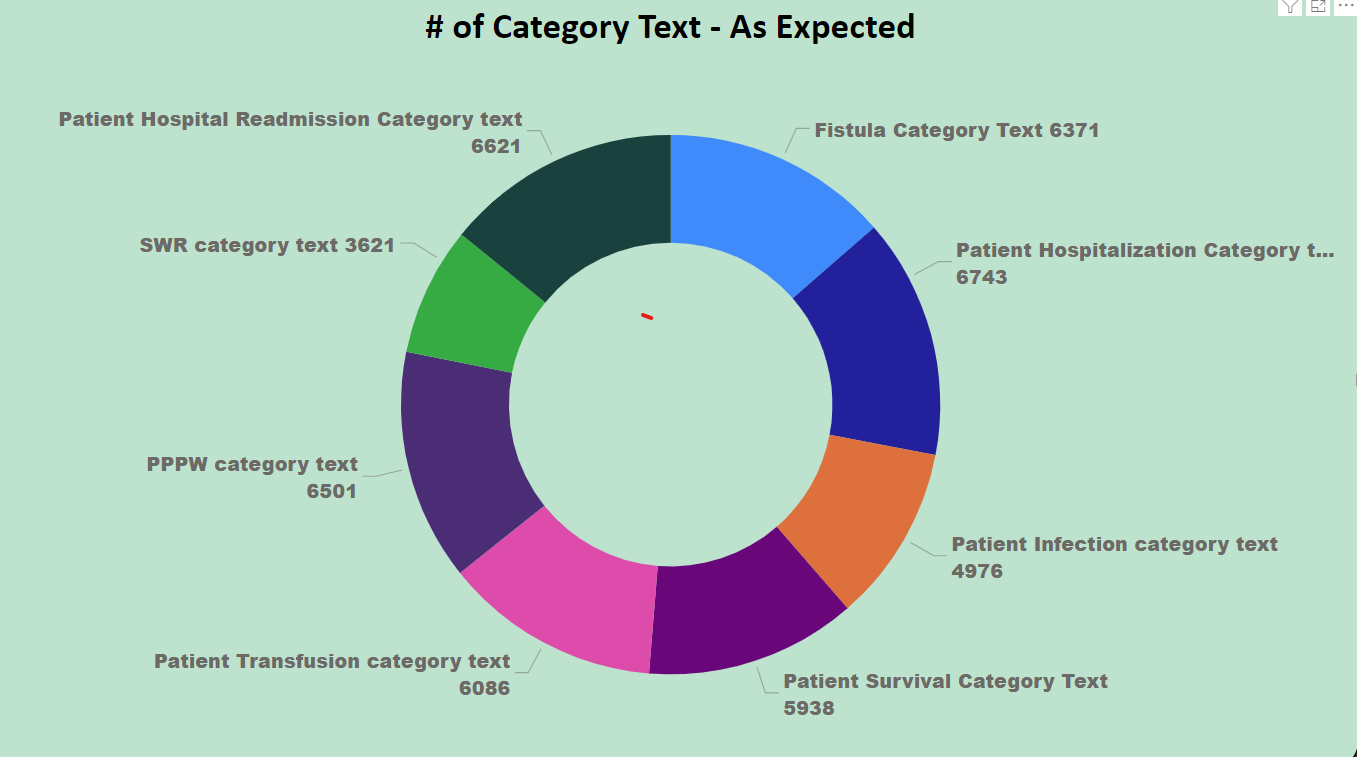 # of Category Text - As Expected
Patient Hospital Readmission Category text
6621
Fistula Category Text 6371
SWR category text 3621
Patient Hospitalization Category t...
6743
PPPW category text
6501
Patient Infection category text
4976
Patient Transfusion category text
6086
Patient Survival Category Text
5938